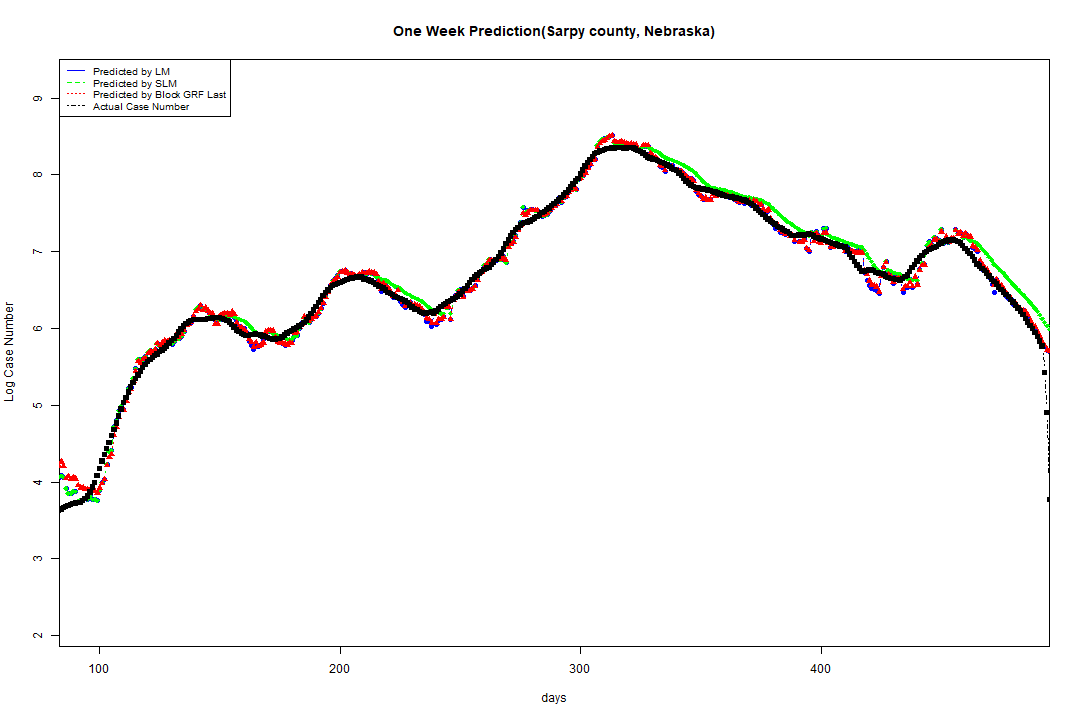 One Week Prediction(Sarpy county, Nebraska)
Predicted by LM
Predicted by SLM
Predicted by Block GRF Last
Actual Case Number
9
8
7
6
5
4
3
2
Log Case Number
100 200 300 400
days